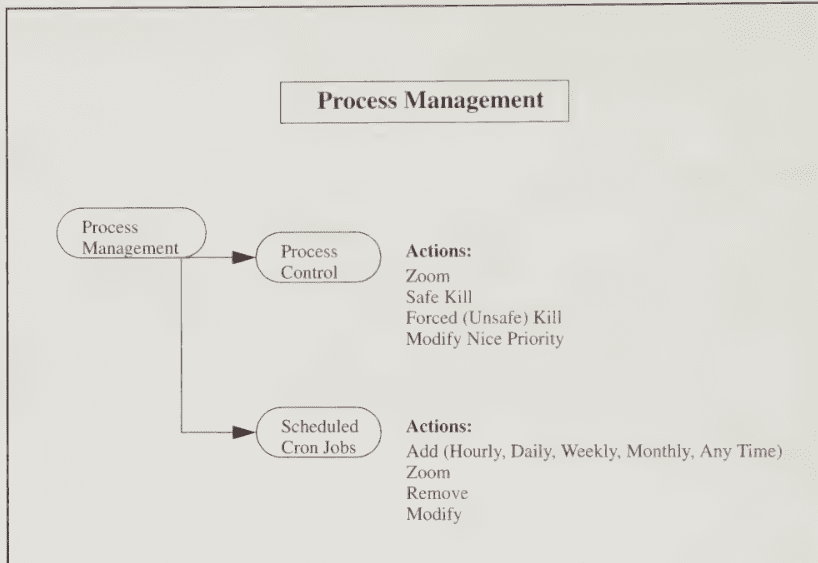 Process Management
Process
Management
Process
Control
Actions:
Zoom
Safe Kill
Forced (Unsafe) Kill
Modify Nice Priority
Scheduled
Cron Jobs
Actions:
Add (Hourly, Daily, Weekly, Monthly, Any Time)
Zoom
Remove
Modify